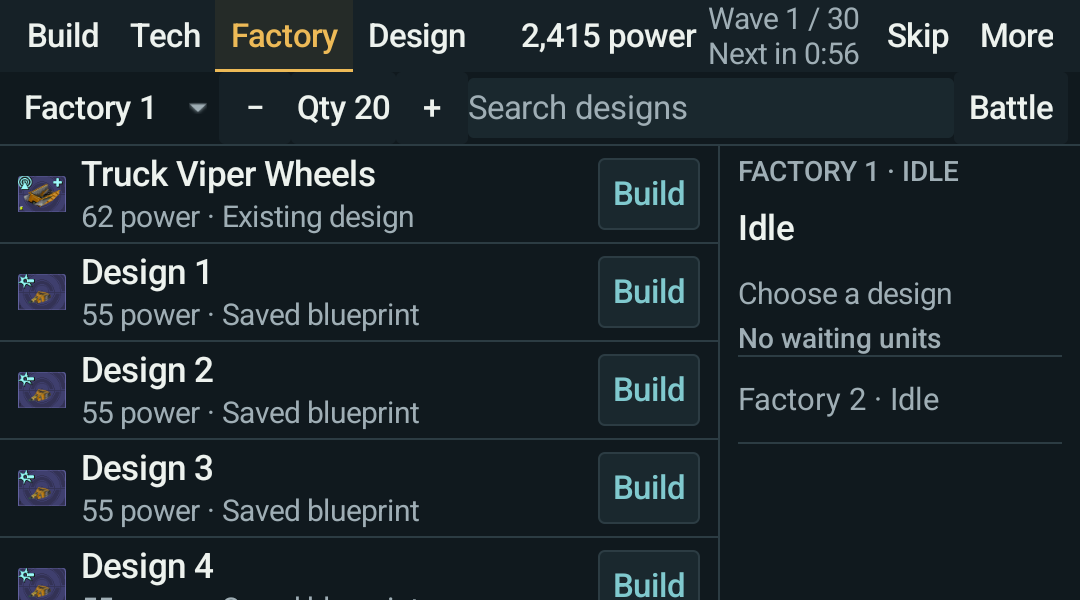 Build Tech Factory Design 2,415 power Wave 1 / 30 Skip More
Next in 0:56
Factory 1 − Qty 20 + Search designs Battle
Truck Viper Wheels
62 power · Existing design
Build
Design 1
55 power · Saved blueprint
Build
Design 2
55 power · Saved blueprint
Build
Design 3
55 power · Saved blueprint
Build
Design 4
Build
FACTORY 1 · IDLE
Idle
Choose a design
No waiting units
Factory 2 · Idle